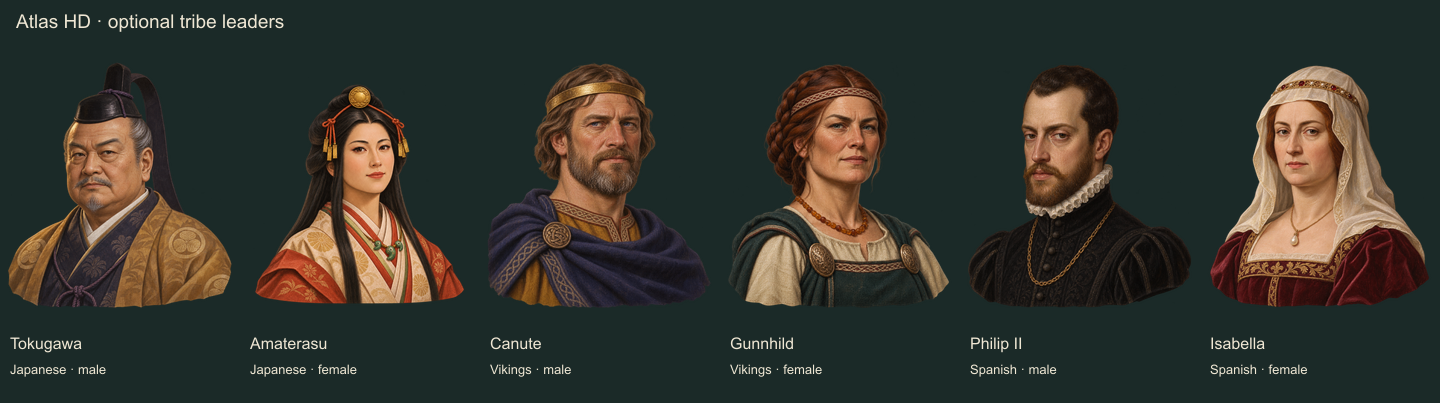 Atlas HD · optional tribe leaders
Tokugawa
Japanese · male
Amaterasu
Japanese · female
Canute
Vikings · male
Gunnhild
Vikings · female
Philip II
Spanish · male
Isabella
Spanish · female